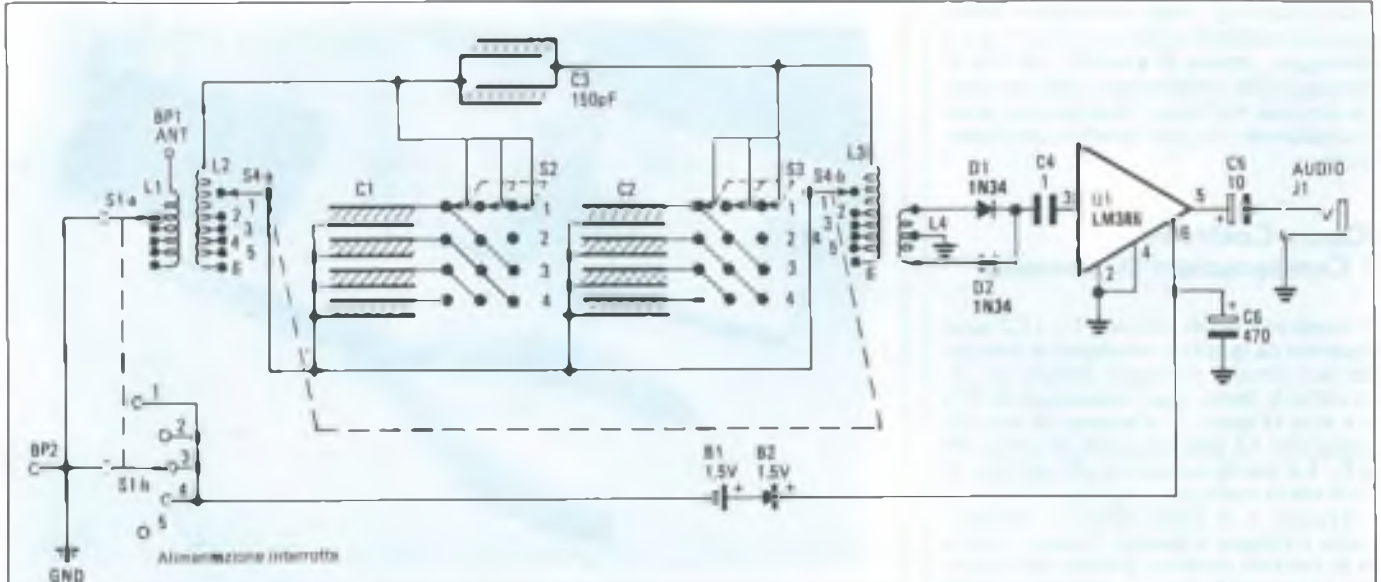 C3
150pF
BP1
ANT
L1
L2
S1a
S4-a
1
2
3
4
5
6
C1
S2
1
2
3
4
C2
S3
1
2
3
4
S4-b
1
2
3
4
5
6
L3
L4
D1
1N34
D2
1N34
C4
1
3
U1
LM386
5
6
4
2
C5
10
+
AUDIO
J1
+
C6
470
BP2
S1b
1
2
3
4
5
Alimentazione interrotta
GND
B1
1,5V
+
B2
1,5V
+